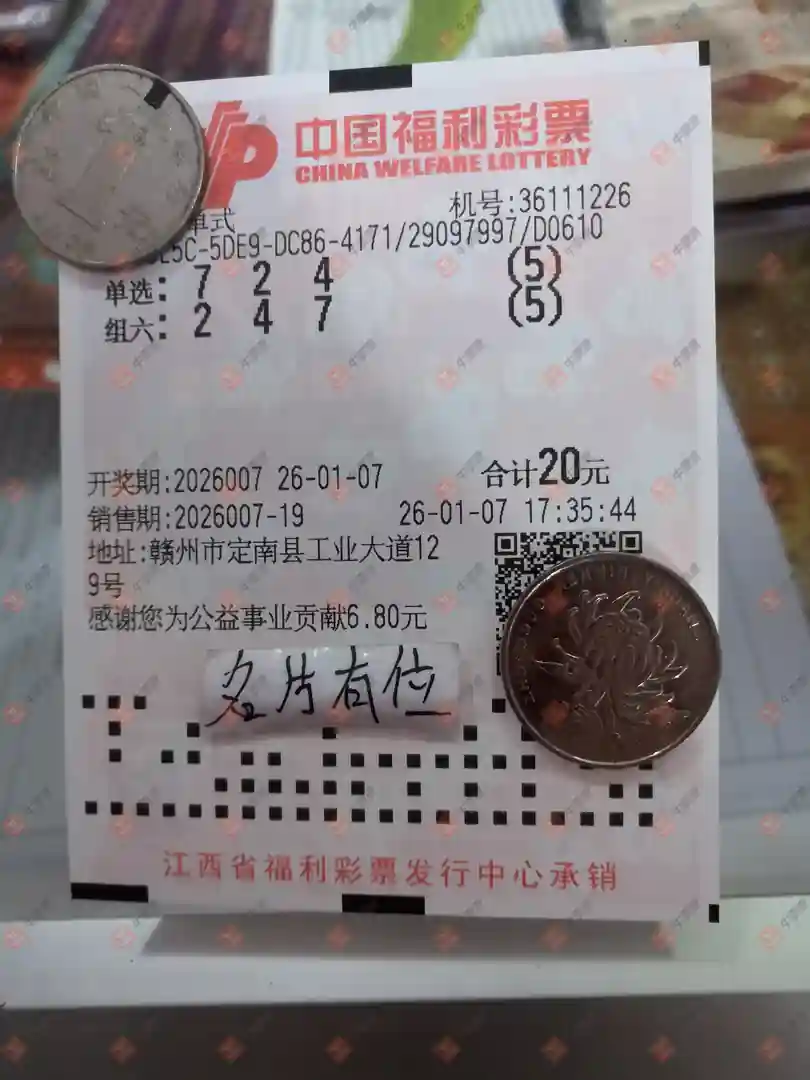 中国福利彩票
CHINA WELFARE LOTTERY
单式 机号:36111226
5C-5DE9-DC86-4171/29097997/D0610
单选: 7 2 4 (5)
组六: 2 4 7 (5)
开奖期:2026007 26-01-07 合计20元
销售期:2026007-19 26-01-07 17:35:44
地址:赣州市定南县工业大道12
9号
感谢您为公益事业贡献6.80元
名片有位
江西省福利彩票发行中心承销